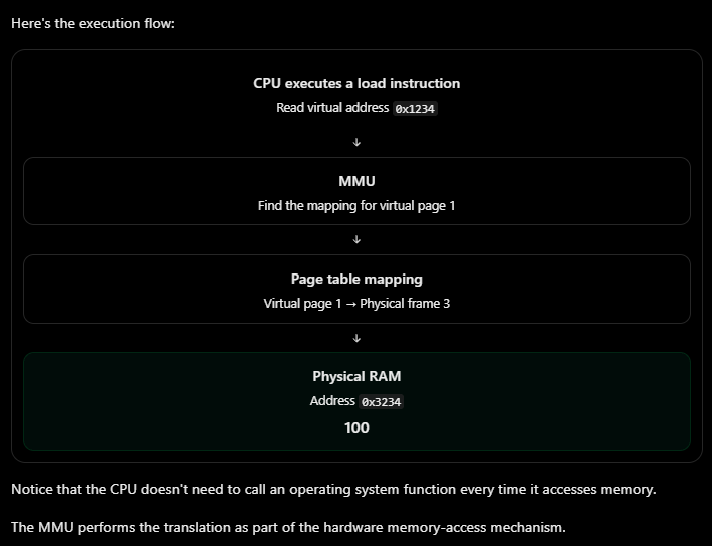 Here's the execution flow:
CPU executes a load instruction
Read virtual address 0x1234
↓
MMU
Find the mapping for virtual page 1
↓
Page table mapping
Virtual page 1 → Physical frame 3
↓
Physical RAM
Address 0x3234
100
Notice that the CPU doesn't need to call an operating system function every time it accesses memory.
The MMU performs the translation as part of the hardware memory-access mechanism.